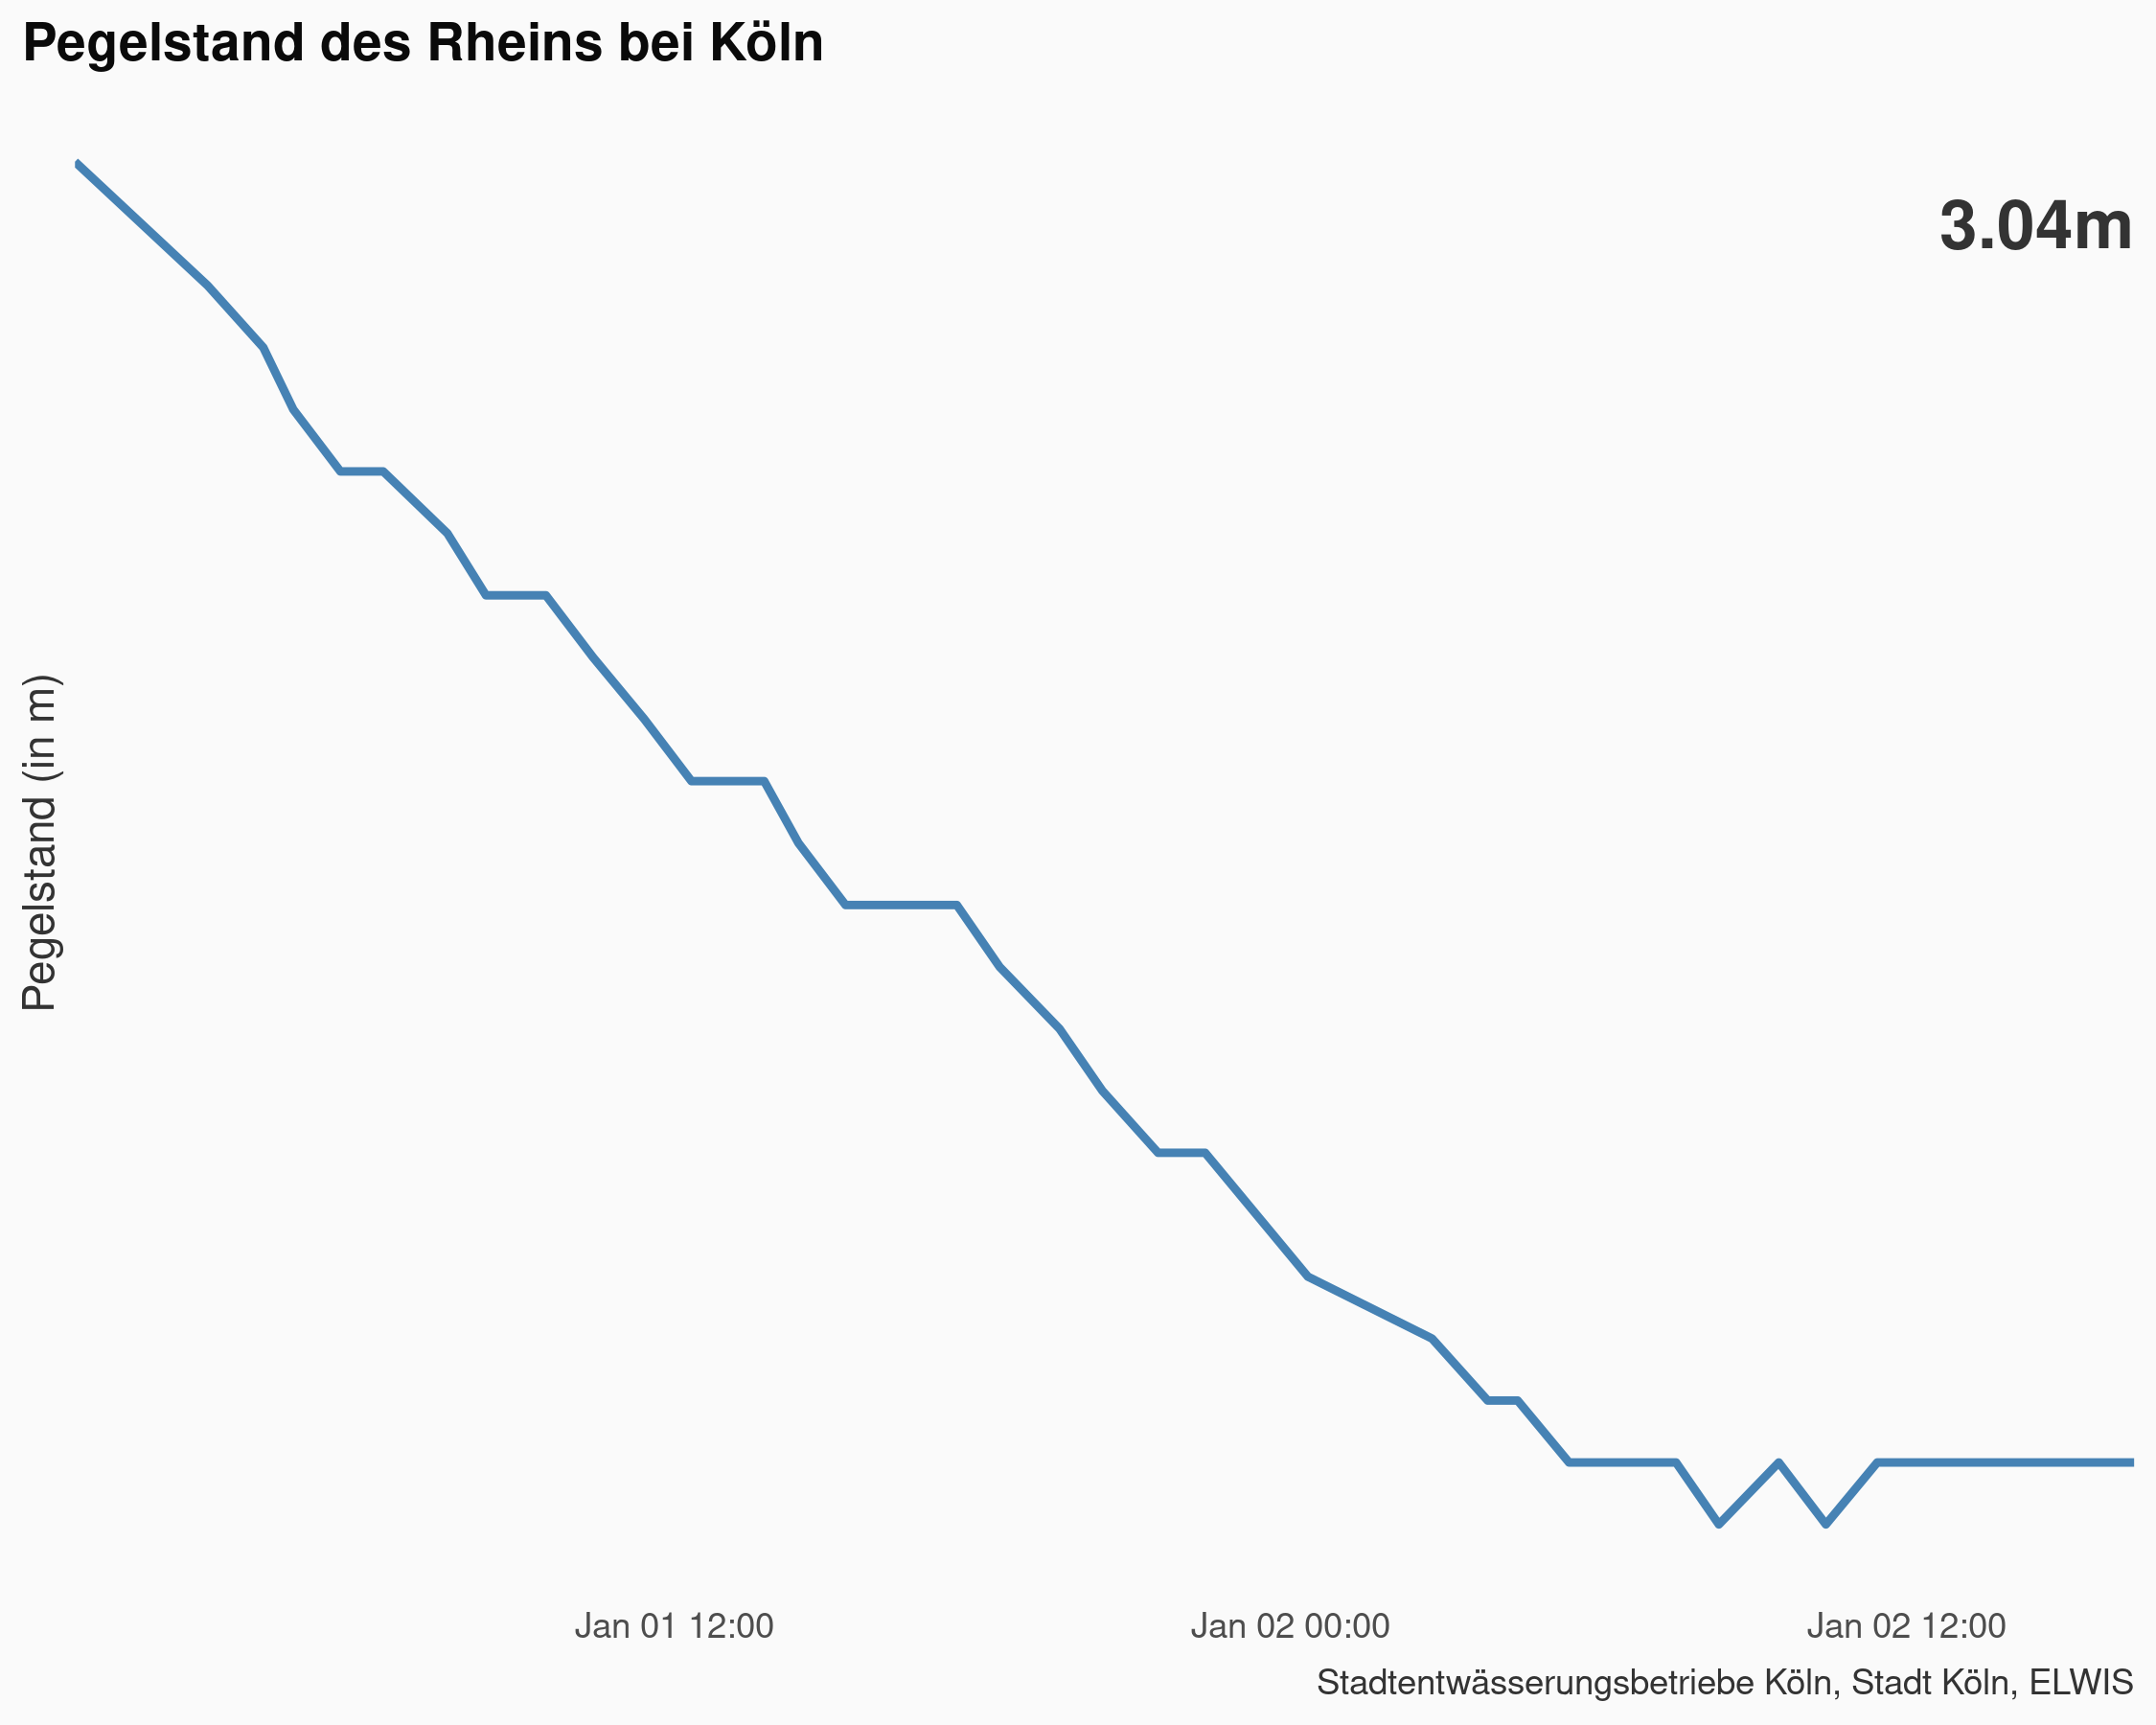 Pegelstand des Rheins bei Köln
3.04m
Pegelstand (in m)
Jan 01 12:00
Jan 02 00:00
Jan 02 12:00
Stadtentwässerungsbetriebe Köln, Stadt Köln, ELWIS